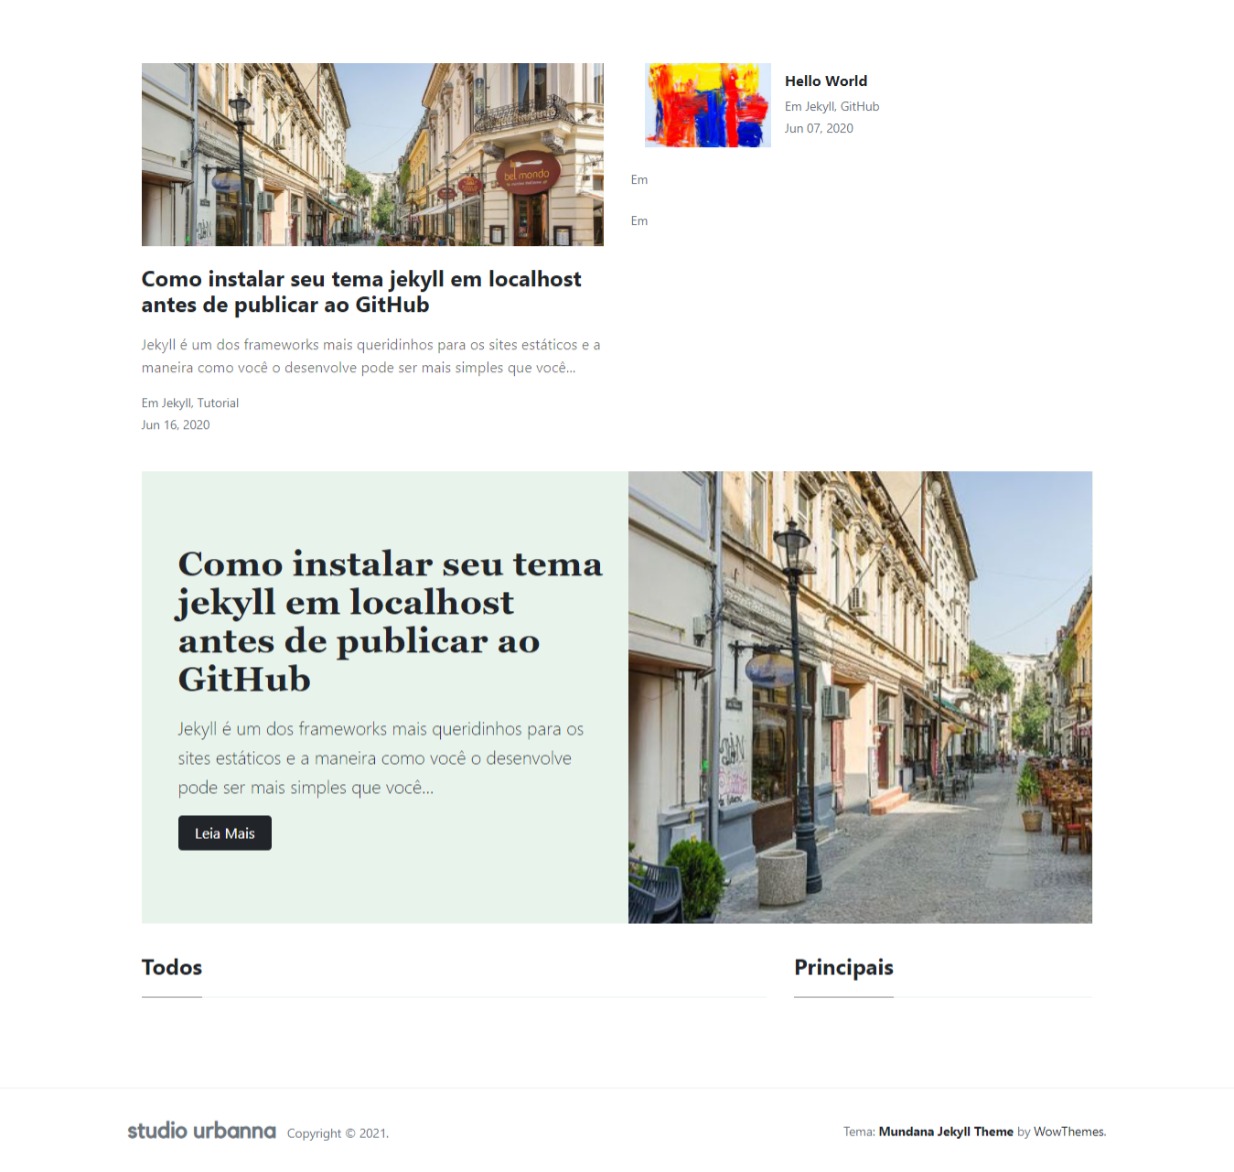 bel mondo
Como instalar seu tema jekyll em localhost
antes de publicar ao GitHub
Jekyll é um dos frameworks mais queridinhos para os sites estáticos e a
maneira como você o desenvolve pode ser mais simples que você...
Em Jekyll, Tutorial
Jun 16, 2020
Hello World
Em Jekyll, GitHub
Jun 07, 2020
Em
Em
Como instalar seu tema
jekyll em localhost
antes de publicar ao
GitHub
Jekyll é um dos frameworks mais queridinhos para os
sites estáticos e a maneira como você o desenvolve
pode ser mais simples que você...
Leia Mais
Todos
Principais
studio urbanna Copyright © 2021.
Tema: Mundana Jekyll Theme by WowThemes.